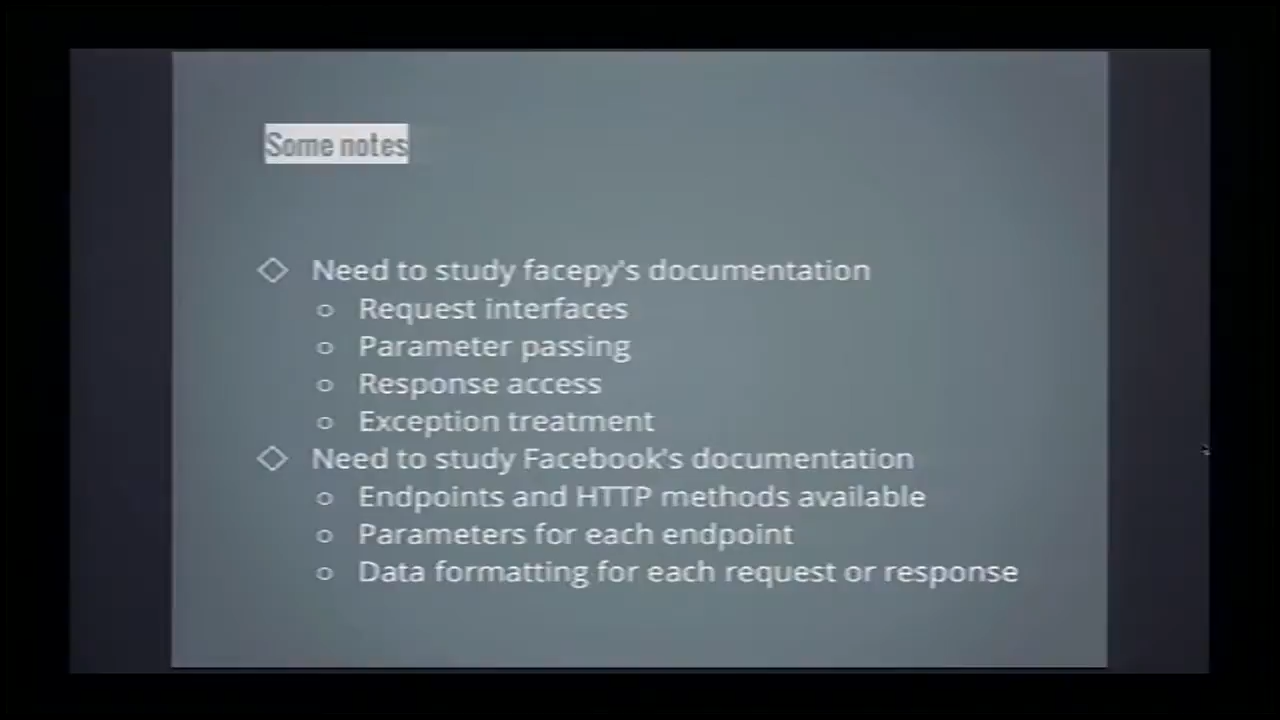 Some notes
Need to study facepy's documentation
Request interfaces
Parameter passing
Response access
Exception treatment
Need to study Facebook's documentation
Endpoints and HTTP methods available
Parameters for each endpoint
Data formatting for each request or response